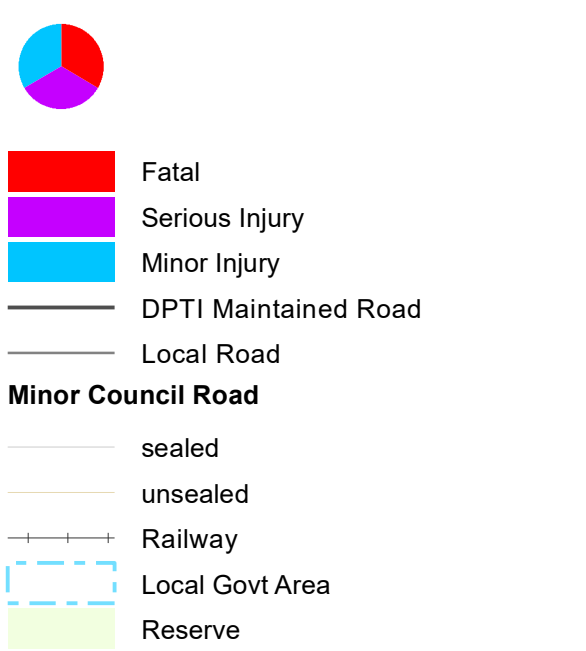 Fatal
Serious Injury
Minor Injury
DPTI Maintained Road
Local Road
Minor Council Road
sealed
unsealed
Railway
Local Govt Area
Reserve